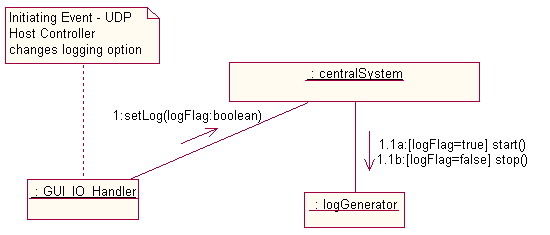 Initiating Event - UDP
Host Controller
changes logging option
: centralSystem
1:setLog(logFlag:boolean)
1.1a:[logFlag=true] start()
1.1b:[logFlag=false] stop()
: GUI_IO_Handler
: logGenerator